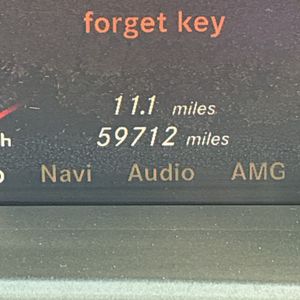 forget key
11.1 miles
59712 miles
h
Navi Audio AMG